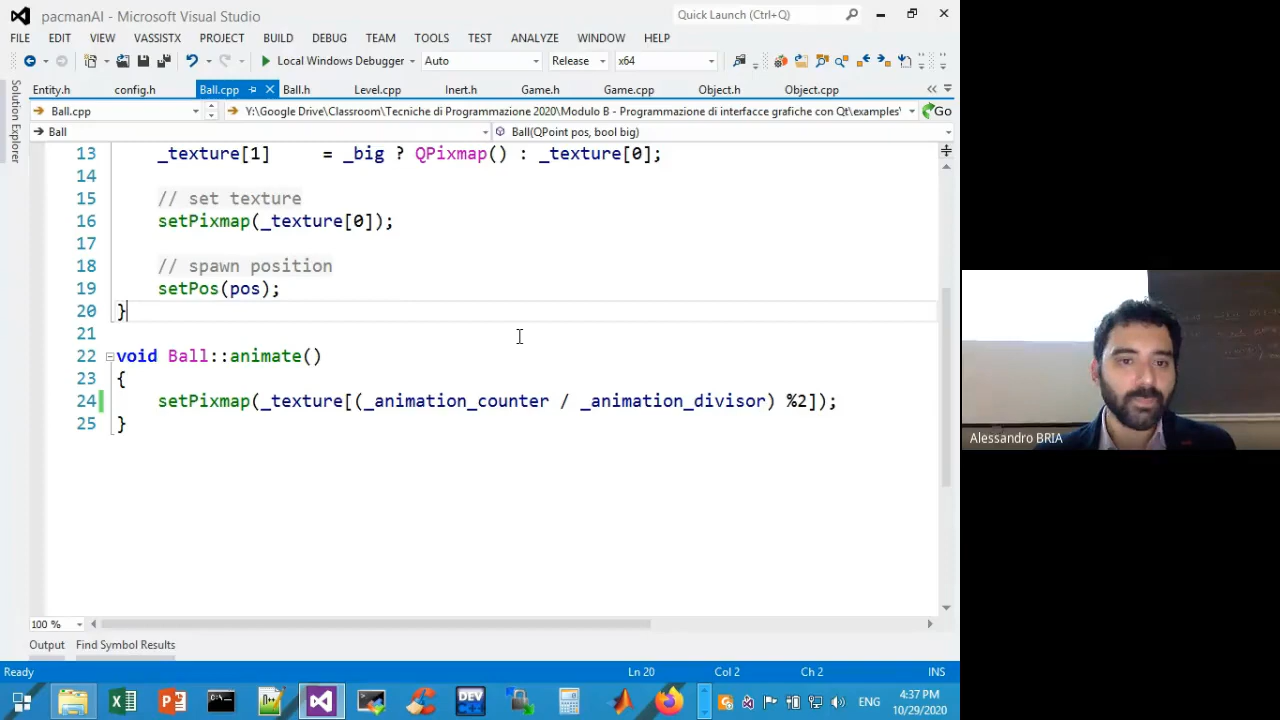 pacmanAI - Microsoft Visual Studio
Quick Launch (Ctrl+Q)
FILE EDIT VIEW VASSISTX PROJECT BUILD DEBUG TEAM TOOLS TEST ANALYZE WINDOW HELP
Local Windows Debugger Auto Release x64
Entity.h config.h Ball.cpp Ball.h Level.cpp Inert.h Game.h Game.cpp Object.h Object.cpp
Ball.cpp Y:\Google Drive\Classroom\Tecniche di Programmazione 2020\Modulo B - Programmazione di interfacce grafiche con Qt\examples\ Go
Ball Ball(QPoint pos, bool big)
Solution Explorer
13 _texture[1] = _big ? QPixmap() : _texture[0];
14
15 // set texture
16 setPixmap(_texture[0]);
17
18 // spawn position
19 setPos(pos);
20 }
21
22 void Ball::animate()
23 {
24 setPixmap(_texture[(_animation_counter / _animation_divisor) %2]);
25 }
Alessandro BRIA
100 %
Output Find Symbol Results
Ready Ln 20 Col 2 Ch 2 INS
DEV
ENG
4:37 PM
10/29/2020